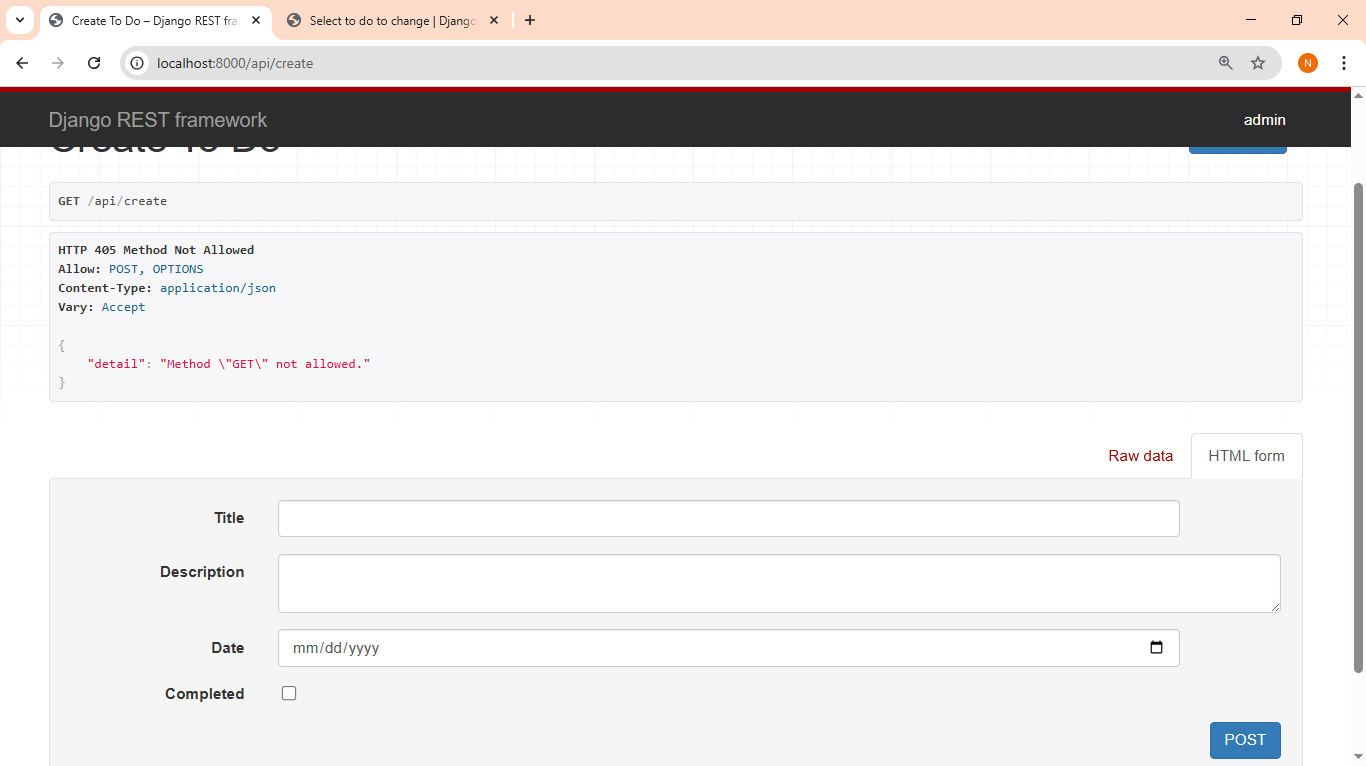 Create To Do – Django REST fra
Select to do to change | Django
localhost:8000/api/create
N
Django REST framework
admin
Create To Do
GET /api/create
HTTP 405 Method Not Allowed
Allow: POST, OPTIONS
Content-Type: application/json
Vary: Accept
{
"detail": "Method \"GET\" not allowed."
}
Raw data
HTML form
Title
Description
Date
mm/dd/yyyy
Completed
POST